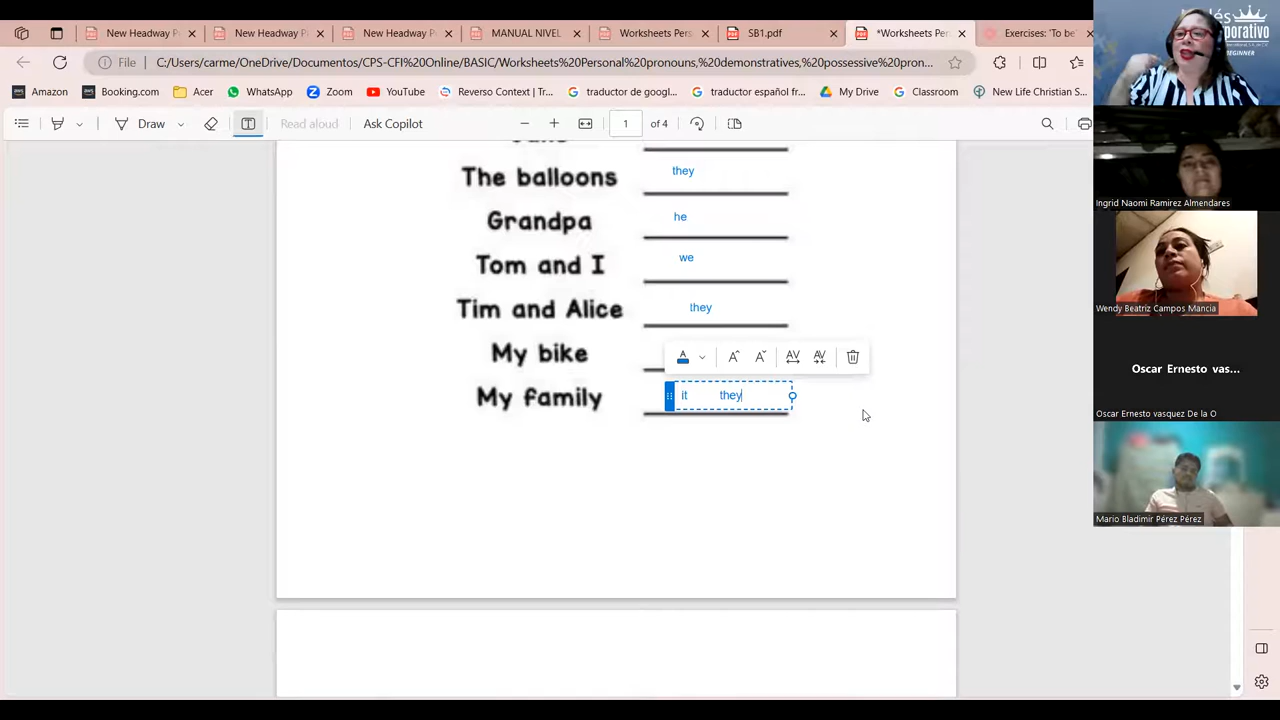 New Headway P
New Headway P
New Headway P
MANUAL NIVEL
Worksheets Pers
SB1.pdf
*Worksheets Per
Exercises: 'To be
File
C:/Users/carme/OneDrive/Documentos/CPS-CFI%20Online/BASIC/Worksheets%20Personal%20pronouns,%20demonstratives,%20possessive%20pron...
Amazon
Booking.com
Acer
WhatsApp
Zoom
YouTube
Reverso Context | Tr...
traductor de googl...
traductor español fr...
My Drive
Classroom
New Life Christian S...
Draw
Read aloud
Ask Copilot
1 of 4
The balloons they
Grandpa he
Tom and I we
Tim and Alice they
My bike
My family it they
Ingrid Naomi Ramirez Almendares
Wendy Beatriz Campos Mancia
Oscar Ernesto vas...
Oscar Ernesto vasquez De la O
Mario Bladimir Pérez Pérez